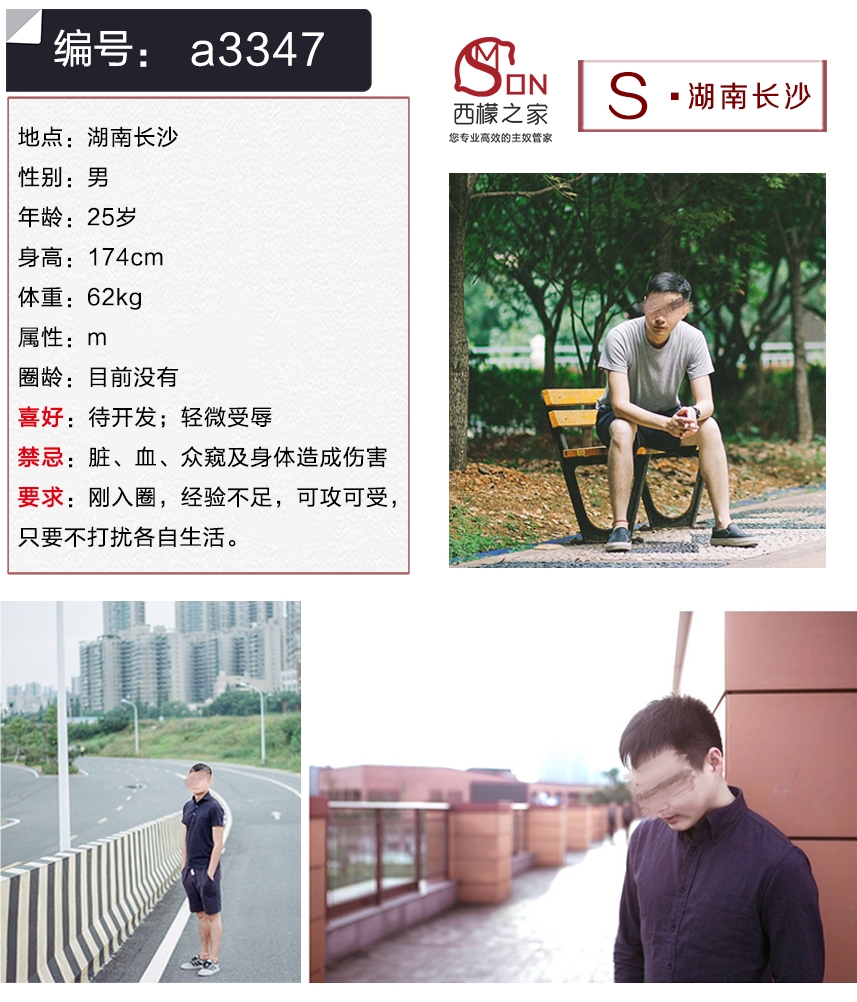 编号： a3347
地点：湖南长沙
性别：男
年龄：25岁
身高：174cm
体重：62kg
属性：m
圈龄：目前没有
喜好：待开发；轻微受辱
禁忌：脏、血、众窥及身体造成伤害
要求：刚入圈，经验不足，可攻可受，
只要不打扰各自生活。
SMON
西檬之家
您专业高效的主奴管家
S·湖南长沙